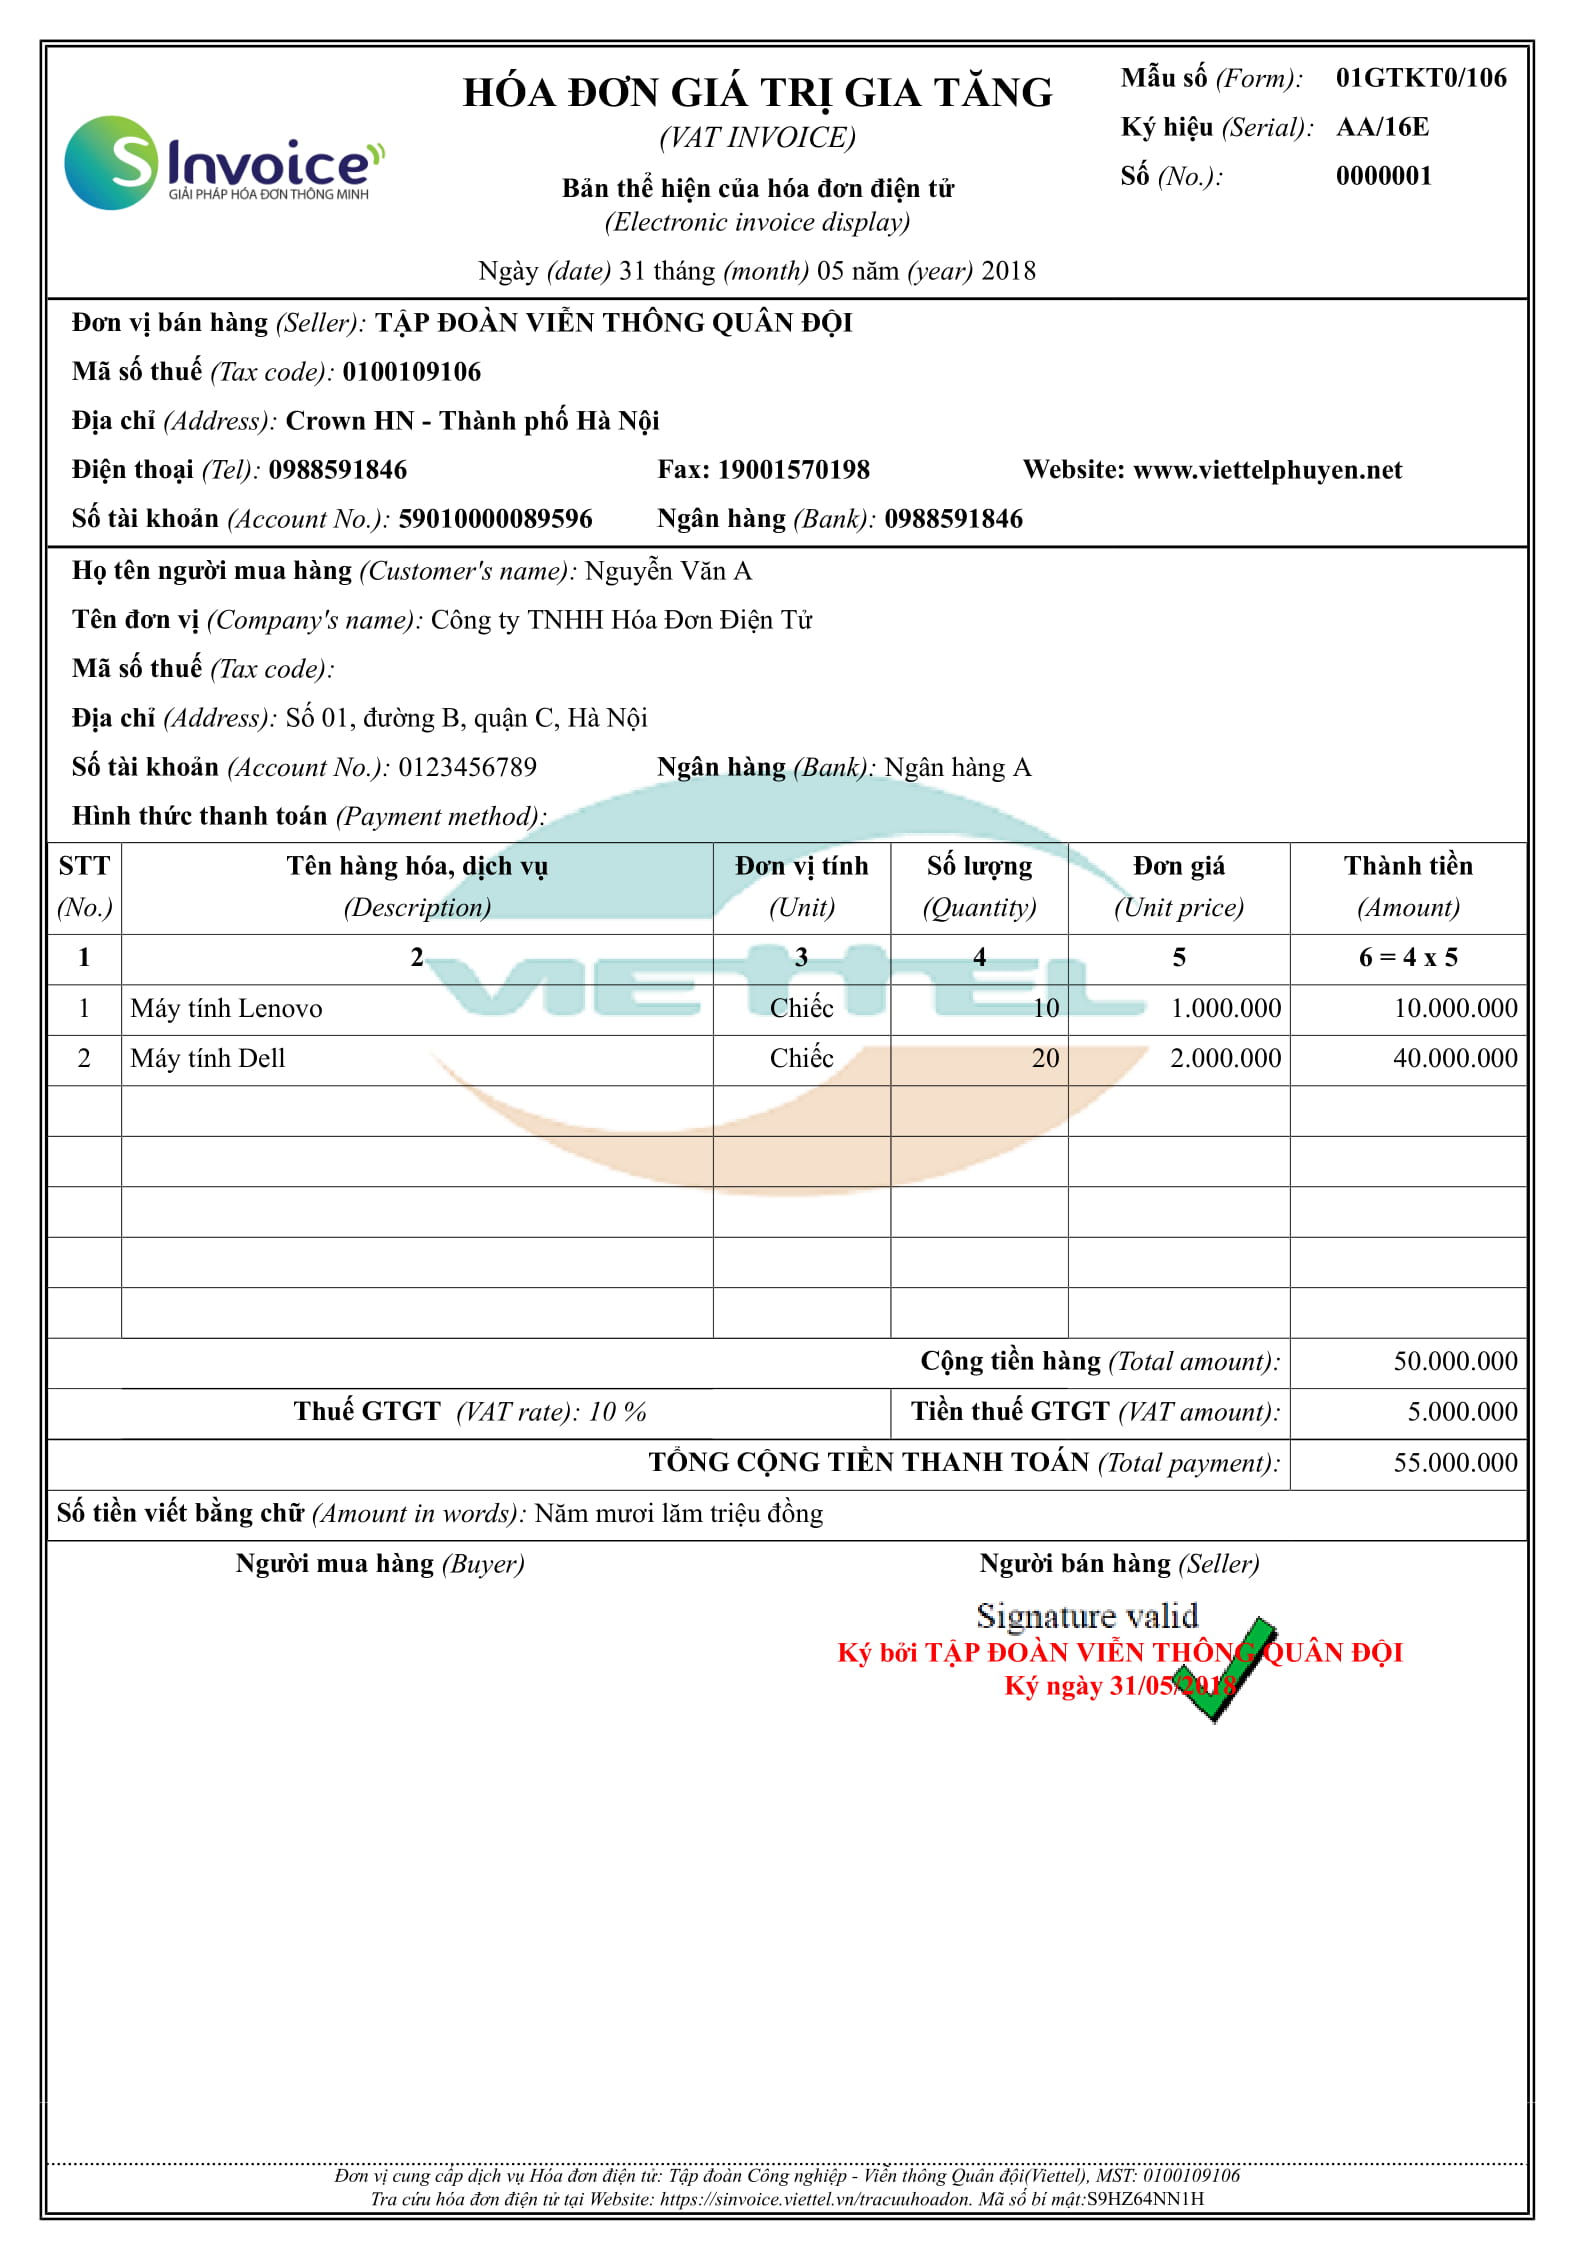 HÓA ĐƠN GIÁ TRỊ GIA TĂNG
(VAT INVOICE)
Bản thể hiện của hóa đơn điện tử
(Electronic invoice display)
Ngày (date) 31 tháng (month) 05 năm (year) 2018
S Invoice
GIẢI PHÁP HÓA ĐƠN THÔNG MINH
Mẫu số (Form): 01GTKT0/106
Ký hiệu (Serial): AA/16E
Số (No.): 0000001
Đơn vị bán hàng (Seller): TẬP ĐOÀN VIỄN THÔNG QUÂN ĐỘI
Mã số thuế (Tax code): 0100109106
Địa chỉ (Address): Crown HN - Thành phố Hà Nội
Điện thoại (Tel): 0988591846 Fax: 19001570198 Website: www.viettelphuyen.net
Số tài khoản (Account No.): 59010000089596 Ngân hàng (Bank): 0988591846
Họ tên người mua hàng (Customer's name): Nguyễn Văn A
Tên đơn vị (Company's name): Công ty TNHH Hóa Đơn Điện Tử
Mã số thuế (Tax code):
Địa chỉ (Address): Số 01, đường B, quận C, Hà Nội
Số tài khoản (Account No.): 0123456789 Ngân hàng (Bank): Ngân hàng A
Hình thức thanh toán (Payment method):
STT Tên hàng hóa, dịch vụ Đơn vị tính Số lượng Đơn giá Thành tiền
(No.) (Description) (Unit) (Quantity) (Unit price) (Amount)
1 2 3 4 5 6 = 4 x 5
VIETTEL
1 Máy tính Lenovo Chiếc 10 1.000.000 10.000.000
2 Máy tính Dell Chiếc 20 2.000.000 40.000.000
Cộng tiền hàng (Total amount): 50.000.000
Thuế GTGT (VAT rate): 10 % Tiền thuế GTGT (VAT amount): 5.000.000
TỔNG CỘNG TIỀN THANH TOÁN (Total payment): 55.000.000
Số tiền viết bằng chữ (Amount in words): Năm mươi lăm triệu đồng
Người mua hàng (Buyer) Người bán hàng (Seller)
Signature valid
Ký bởi TẬP ĐOÀN VIỄN THÔNG QUÂN ĐỘI
Ký ngày 31/05/2018
Đơn vị cung cấp dịch vụ Hóa đơn điện tử: Tập đoàn Công nghiệp - Viễn thông Quân đội(Viettel), MST: 0100109106
Tra cứu hóa đơn điện tử tại Website: https://sinvoice.viettel.vn/tracuuhoadon. Mã số bí mật:S9HZ64NN1H